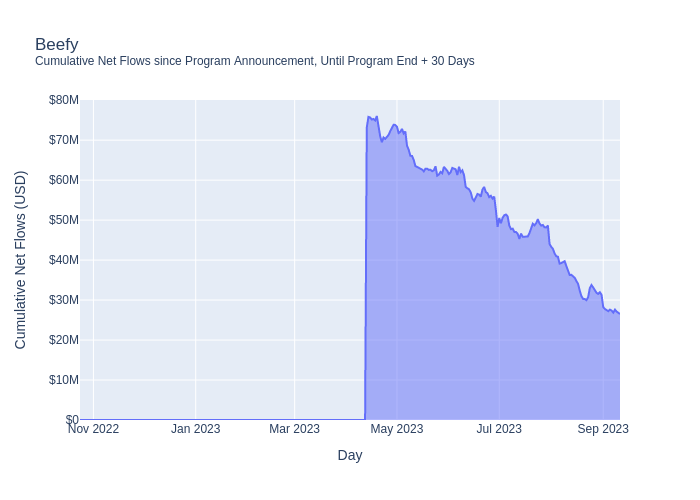 Beefy
Cumulative Net Flows since Program Announcement, Until Program End + 30 Days
$80M
$70M
$60M
$50M
$40M
$30M
$20M
$10M
$0
Cumulative Net Flows (USD)
Nov 2022
Jan 2023
Mar 2023
May 2023
Jul 2023
Sep 2023
Day